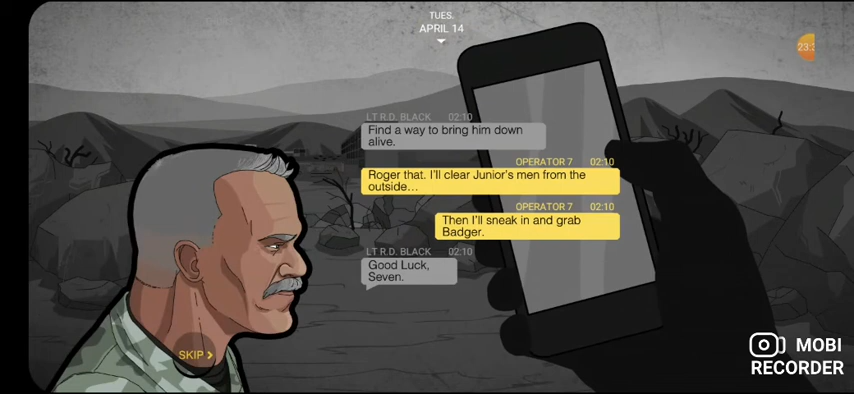 TUES.
APRIL 14
LT R.D. BLACK 02:10
Find a way to bring him down
alive.
OPERATOR 7 02:10
Roger that. I'll clear Junior's men from the
outside...
OPERATOR 7 02:10
Then I'll sneak in and grab
Badger.
LT R.D. BLACK 02:10
Good Luck,
Seven.
SKIP >
MOBI
RECORDER